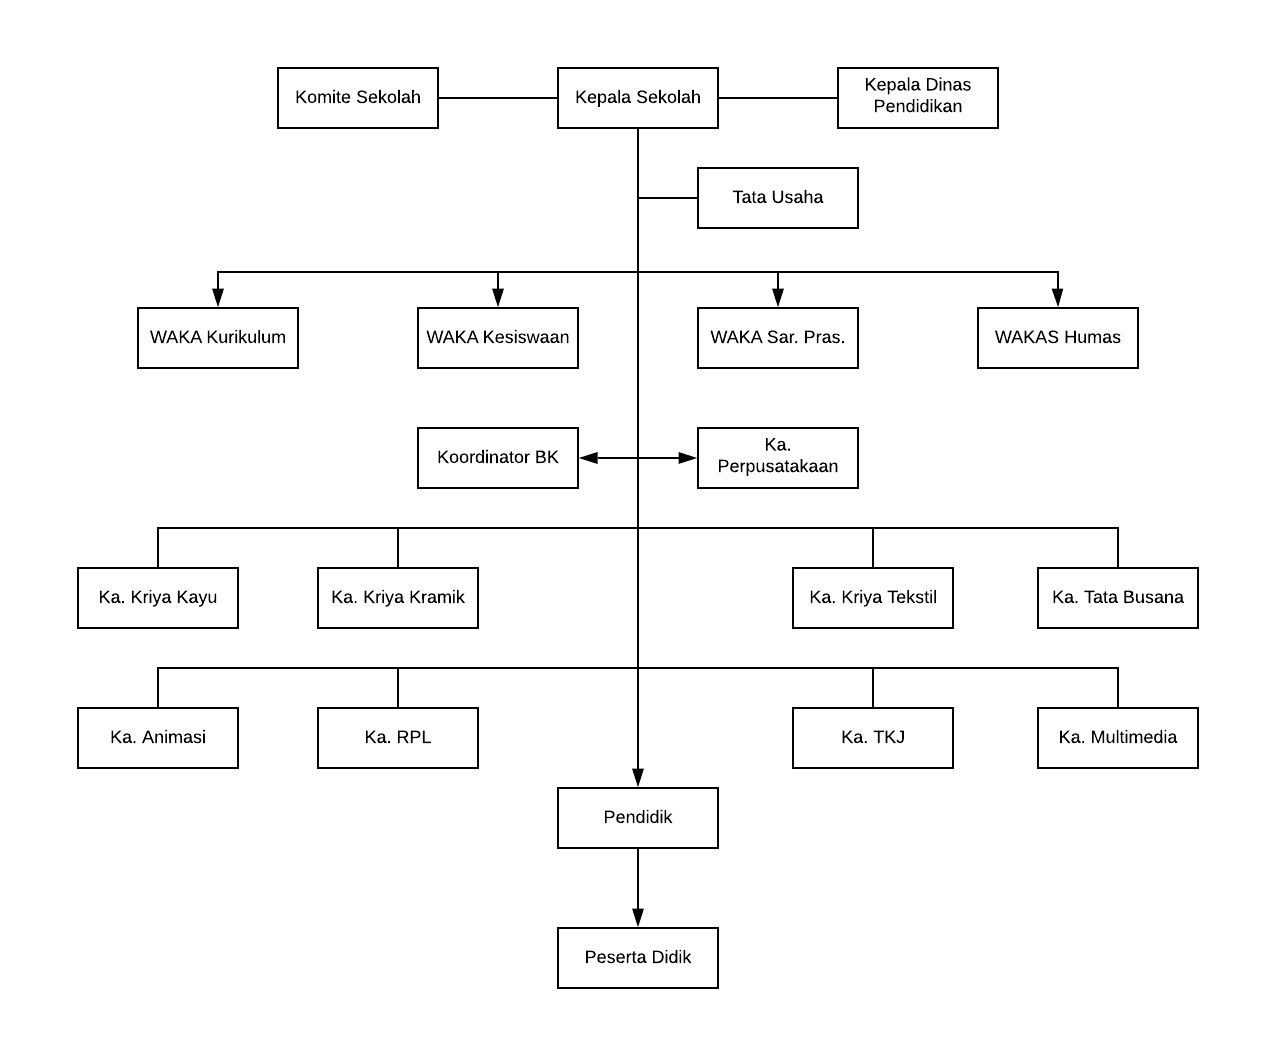 Komite Sekolah
Kepala Sekolah
Kepala Dinas
Pendidikan
Tata Usaha
WAKA Kurikulum
WAKA Kesiswaan
WAKA Sar. Pras.
WAKAS Humas
Koordinator BK
Ka.
Perpusatakaan
Ka. Kriya Kayu
Ka. Kriya Kramik
Ka. Kriya Tekstil
Ka. Tata Busana
Ka. Animasi
Ka. RPL
Ka. TKJ
Ka. Multimedia
Pendidik
Peserta Didik